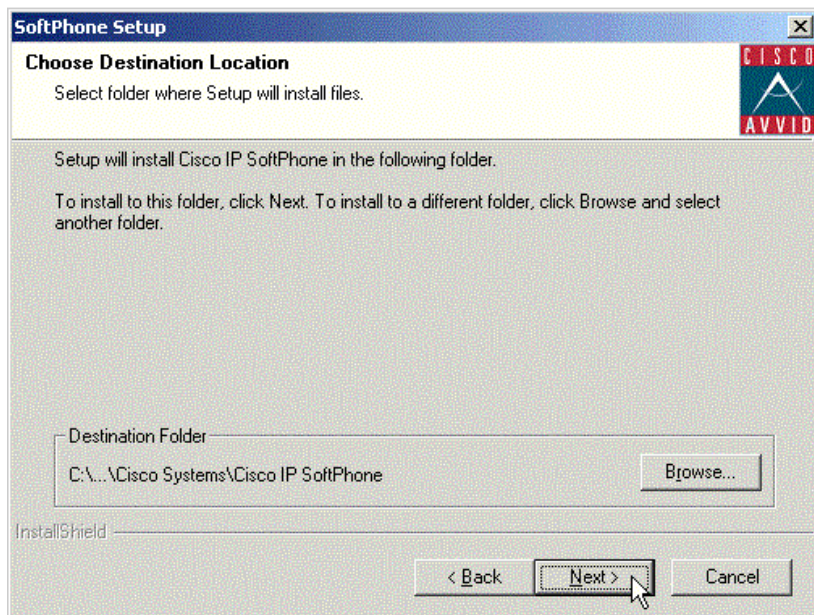 SoftPhone Setup
Choose Destination Location
Select folder where Setup will install files.
CISCO
AVVID
Setup will install Cisco IP SoftPhone in the following folder.
To install to this folder, click Next. To install to a different folder, click Browse and select
another folder.
Destination Folder
C:\...\Cisco Systems\Cisco IP SoftPhone
Browse...
InstallShield
< Back
Next >
Cancel